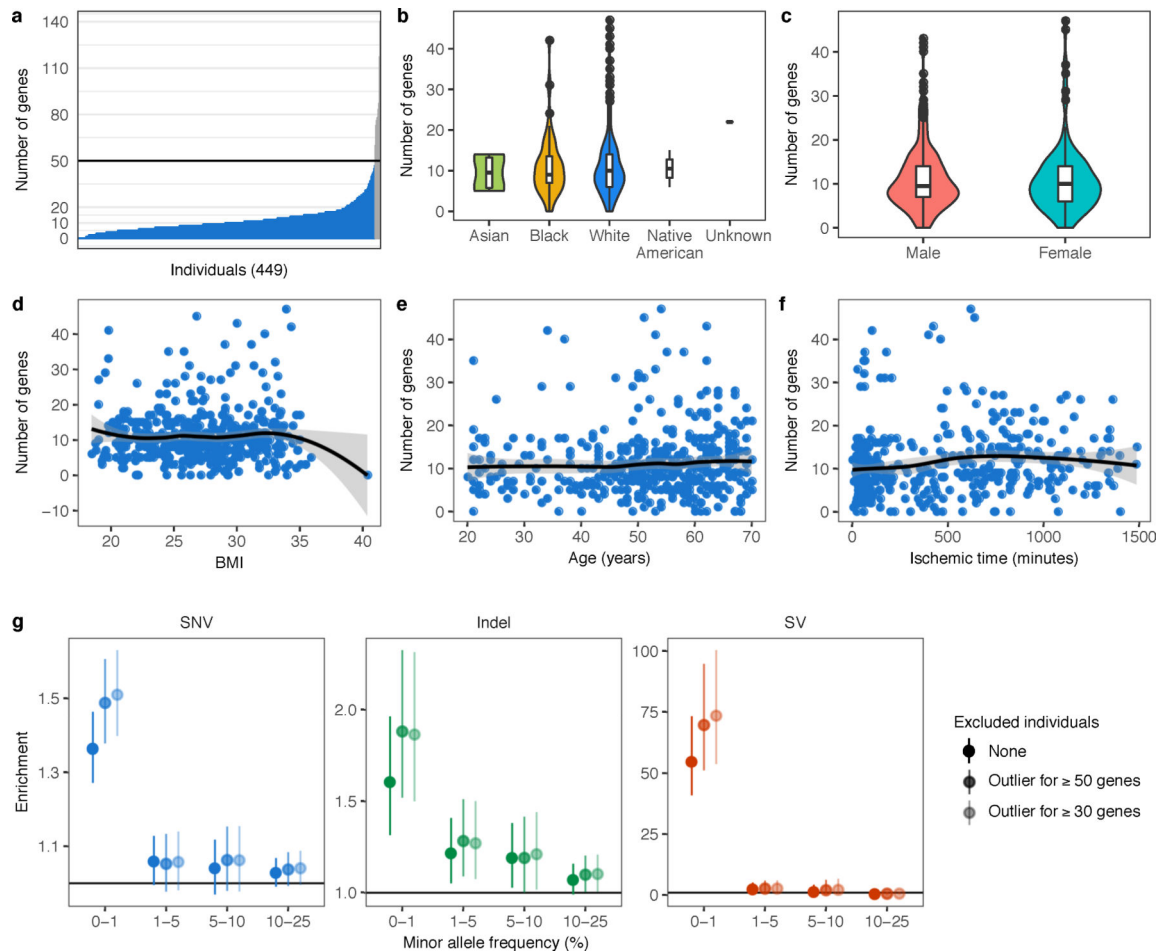 a
Number of genes
140
110
80
50
20
10
0
Individuals (449)
b
Number of genes
40
30
20
10
0
Asian
Black
White
Native
American
Unknown
c
Number of genes
40
30
20
10
0
Male
Female
d
Number of genes
50
40
30
20
10
0
−10
20
25
30
35
40
BMI
e
Number of genes
40
30
20
10
0
20
30
40
50
60
70
Age (years)
f
Number of genes
40
30
20
10
0
0
500
1000
1500
Ischemic time (minutes)
g
SNV
Indel
SV
Enrichment
1.5
1.3
1.1
0−1
1−5
5−10
10−25
2.0
1.5
1.0
0−1
1−5
5−10
10−25
100
75
50
25
0
0−1
1−5
5−10
10−25
Minor allele frequency (%)
Excluded individuals
None
Outlier for ≥ 50 genes
Outlier for ≥ 30 genes